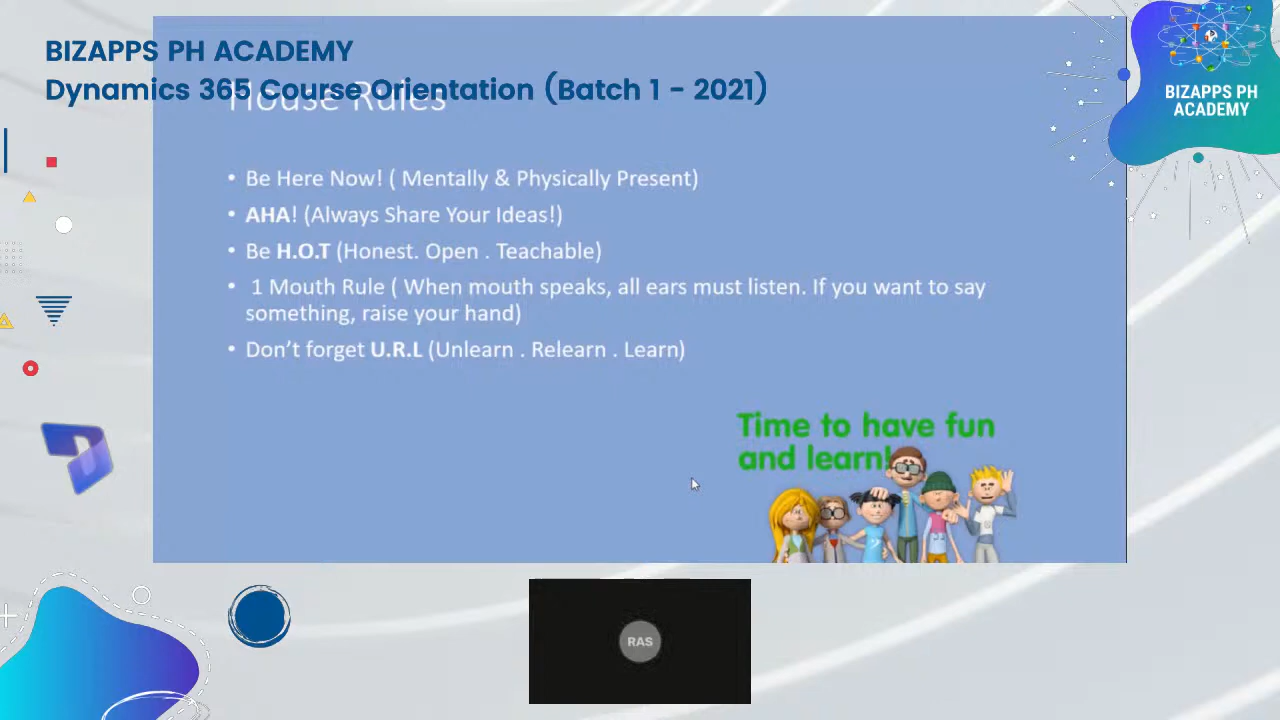 BIZAPPS PH ACADEMY
Dynamics 365 Course Orientation (Batch 1 - 2021)
House Rules
• Be Here Now! ( Mentally & Physically Present)
• AHA! (Always Share Your Ideas!)
• Be H.O.T (Honest. Open . Teachable)
• 1 Mouth Rule ( When mouth speaks, all ears must listen. If you want to say
something, raise your hand)
• Don’t forget U.R.L (Unlearn . Relearn . Learn)
Time to have fun
and learn!
BIZAPPS PH
ACADEMY
RAS